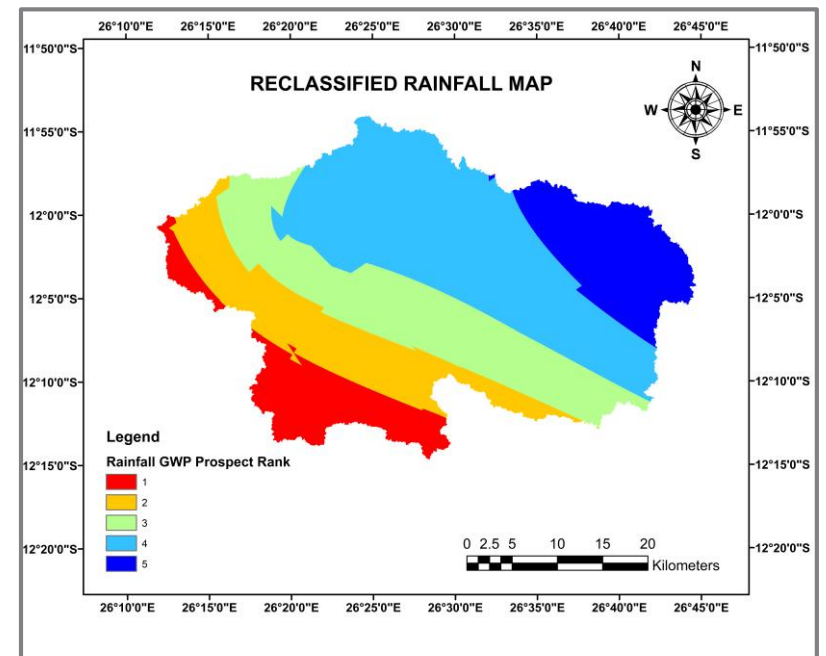 26°10'0"E 26°15'0"E 26°20'0"E 26°25'0"E 26°30'0"E 26°35'0"E 26°40'0"E 26°45'0"E
11°50'0"S 11°50'0"S
RECLASSIFIED RAINFALL MAP
N
W E
S
11°55'0"S 11°55'0"S
12°0'0"S 12°0'0"S
12°5'0"S 12°5'0"S
12°10'0"S 12°10'0"S
Legend
Rainfall GWP Prospect Rank
12°15'0"S 12°15'0"S
1
2
3
4
5
0 2.5 5 10 15 20
Kilometers
12°20'0"S 12°20'0"S
26°10'0"E 26°15'0"E 26°20'0"E 26°25'0"E 26°30'0"E 26°35'0"E 26°40'0"E 26°45'0"E